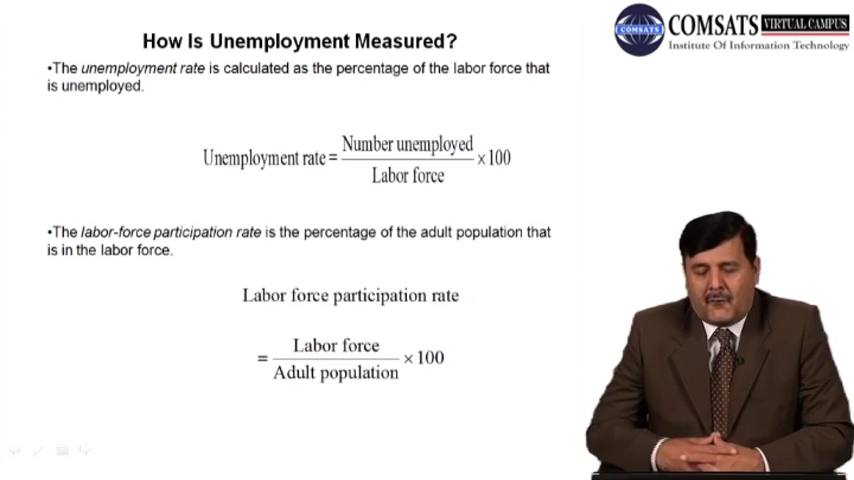 How Is Unemployment Measured?
COMSATS
COMSATS VIRTUAL CAMPUS
Institute Of Information Technology
•The unemployment rate is calculated as the percentage of the labor force that
is unemployed.
Unemployment rate = Number unemployed / Labor force × 100
•The labor-force participation rate is the percentage of the adult population that
is in the labor force.
Labor force participation rate
= Labor force / Adult population × 100